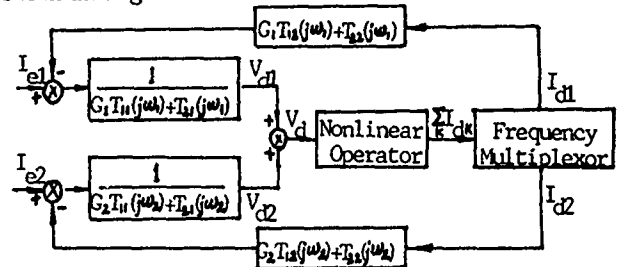 G₁T₁₂(jω₁)+T₂₂(jω₁)
I_e1
1
G₁T₁₁(jω₁)+T₂₁(jω₁)
V_d1
I_d1
V_d
Nonlinear
Operator
Σ I_dK
K
Frequency
Multiplexor
I_e2
1
G₂T₁₁(jω₂)+T₂₁(jω₂)
V_d2
I_d2
G₂T₁₂(jω₂)+T₂₂(jω₂)